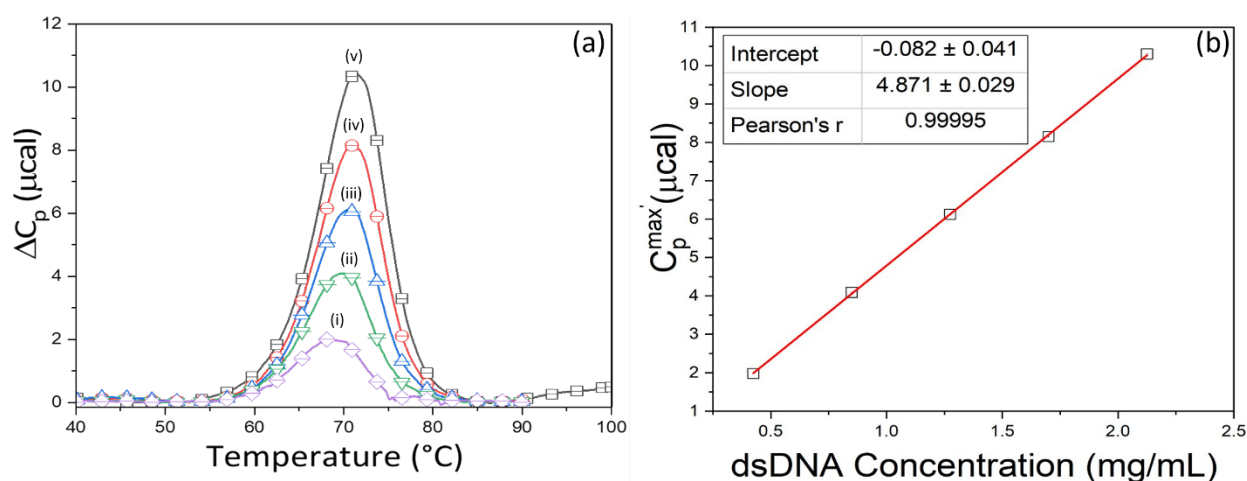 (a)
12
10
8
6
4
2
0
ΔCp (μcal)
(v)
(iv)
(iii)
(ii)
(i)
40 50 60 70 80 90 100
Temperature (°C)
(b)
11
10
9
8
7
6
5
4
3
2
1
Cp^max' (μcal)
Intercept -0.082 ± 0.041
Slope 4.871 ± 0.029
Pearson's r 0.99995
0.5 1.0 1.5 2.0 2.5
dsDNA Concentration (mg/mL)